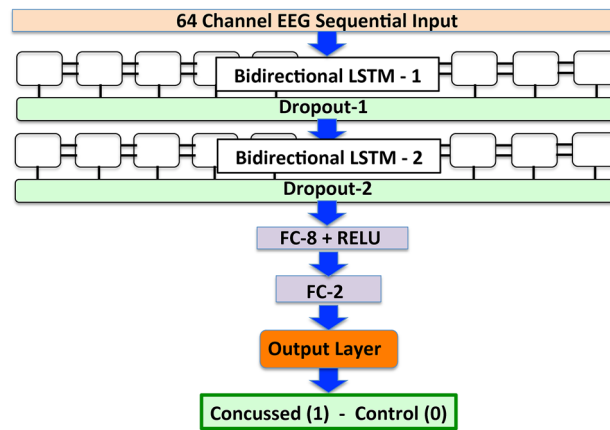 64 Channel EEG Sequential Input
Bidirectional LSTM - 1
Dropout-1
Bidirectional LSTM - 2
Dropout-2
FC-8 + RELU
FC-2
Output Layer
Concussed (1) - Control (0)